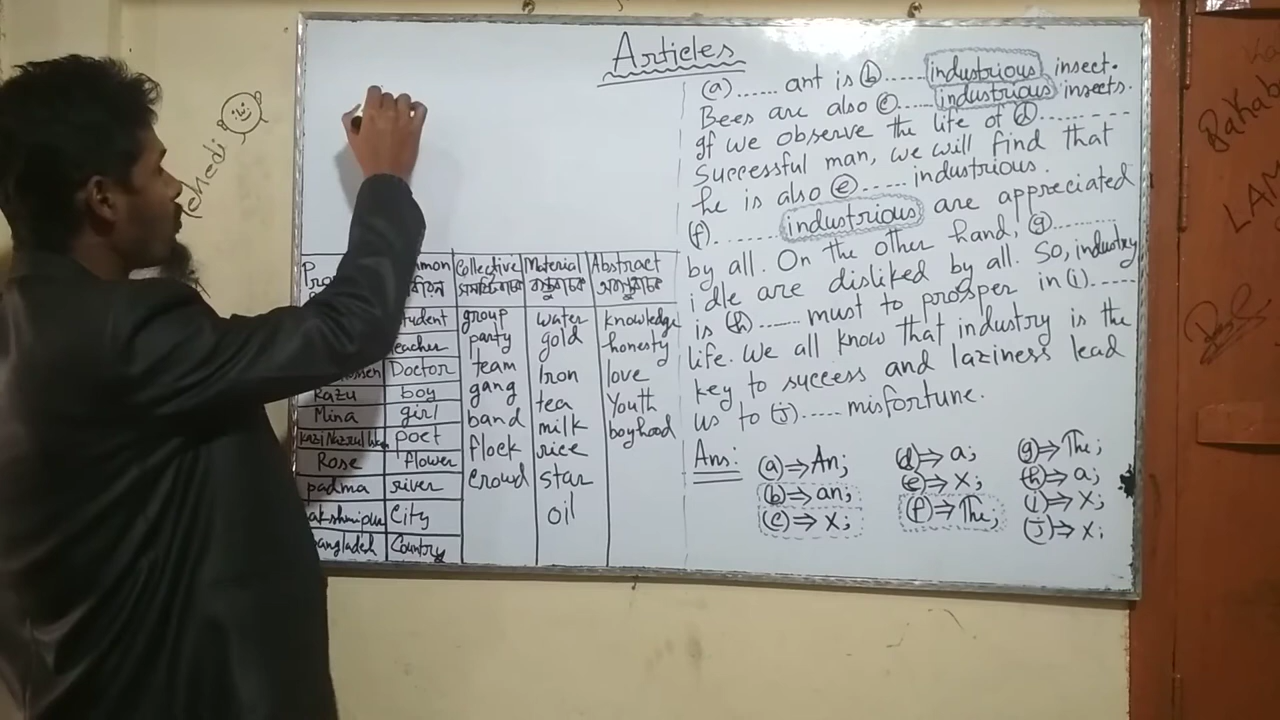 Articles
(a)...... ant is (b)...... industrious insect.
Bees are also (c)...... industrious insects.
If we observe the life of (d)..........
successful man, we will find that
he is also (e)...... industrious.
(f)........ industrious are appreciated
by all. On the other hand, (g)........
idle are disliked by all. So, industry
is (h)...... must to prosper in (i)......
life. We all know that industry is the
key to success and laziness lead
us to (j)...... misfortune.
Ans:
(a)⇒An;
(b)⇒an;
(c)⇒X;
(d)⇒a;
(e)⇒X;
(f)⇒The;
(g)⇒The;
(h)⇒a;
(i)⇒X;
(j)⇒X;
Collective Material Abstract
group water knowledge
teacher party gold honesty
Doctor team Iron love
Razu boy gang tea Youth
Mina girl band milk boyhood
Kazi Nazrul Islam poet flock rice
Rose flower crowd star
padma river oil
City
Bangladesh Country
LAM